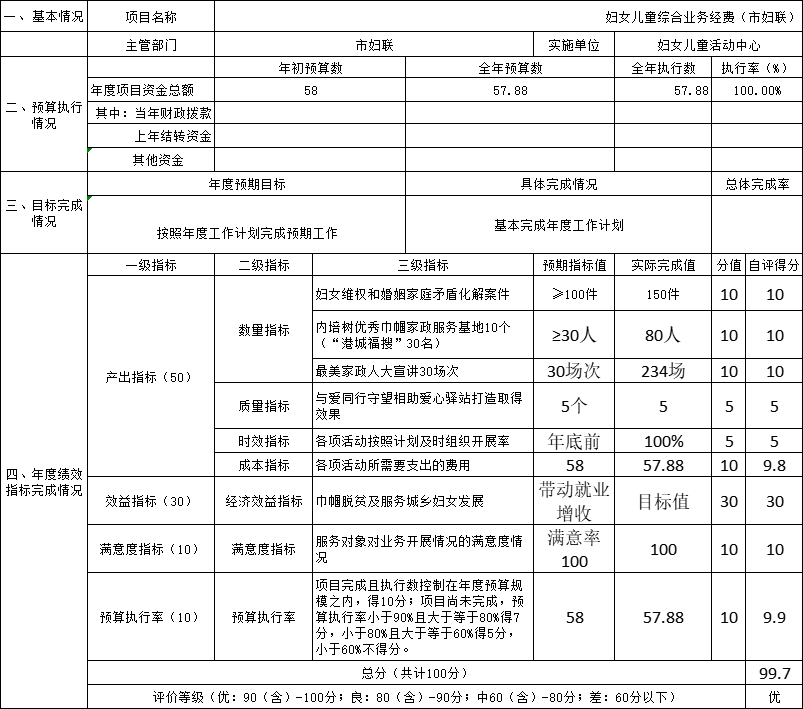 一、基本情况 项目名称 妇女儿童综合业务经费（市妇联）
主管部门 市妇联 实施单位 妇女儿童活动中心
二、预算执行
情况
年初预算数 全年预算数 全年执行数 执行率（%）
年度项目资金总额 58 57.88 57.88 100.00%
其中：当年财政拨款
上年结转资金
其他资金
三、目标完成
情况
年度预期目标 具体完成情况 总体完成率
按照年度工作计划完成预期工作 基本完成年度工作计划
四、年度绩效
指标完成情况
一级指标 二级指标 三级指标 预期指标值 实际完成值 分值 自评得分
产出指标（50）
数量指标
妇女维权和婚姻家庭矛盾化解案件 ≥100件 150件 10 10
内培树优秀巾帼家政服务基地10个
（“港城福搜”30名）
≥30人 80人 10 10
最美家政人大宣讲30场次 30场次 234场 10 10
质量指标
与爱同行守望相助爱心驿站打造取得
效果
5个 5 5 5
时效指标 各项活动按照计划及时组织开展率 年底前 100% 5 5
成本指标 各项活动所需要支出的费用 58 57.88 10 9.8
效益指标（30） 经济效益指标 巾帼脱贫及服务城乡妇女发展
带动就业
增收
目标值 30 30
满意度指标（10） 满意度指标
服务对象对业务开展情况的满意度情
况
满意率
100
100 10 10
预算执行率（10） 预算执行率
项目完成且执行数控制在年度预算规
模之内，得10分；项目尚未完成，预
算执行率小于90%且大于等于80%得7
分，小于80%且大于等于60%得5分，
小于60%不得分。
58 57.88 10 9.9
总分（共计100分） 99.7
评价等级（优：90（含）-100分；良：80（含）-90分；中60（含）-80分；差：60分以下） 优